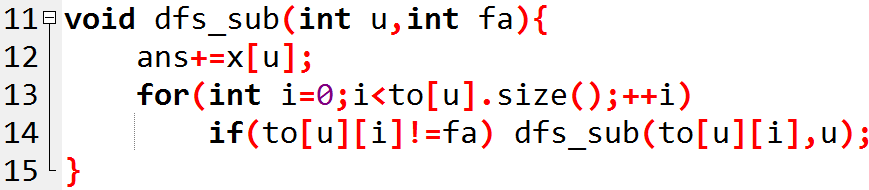 11 void dfs_sub(int u,int fa){
12     ans+=x[u];
13     for(int i=0;i<to[u].size();++i)
14         if(to[u][i]!=fa) dfs_sub(to[u][i],u);
15 }